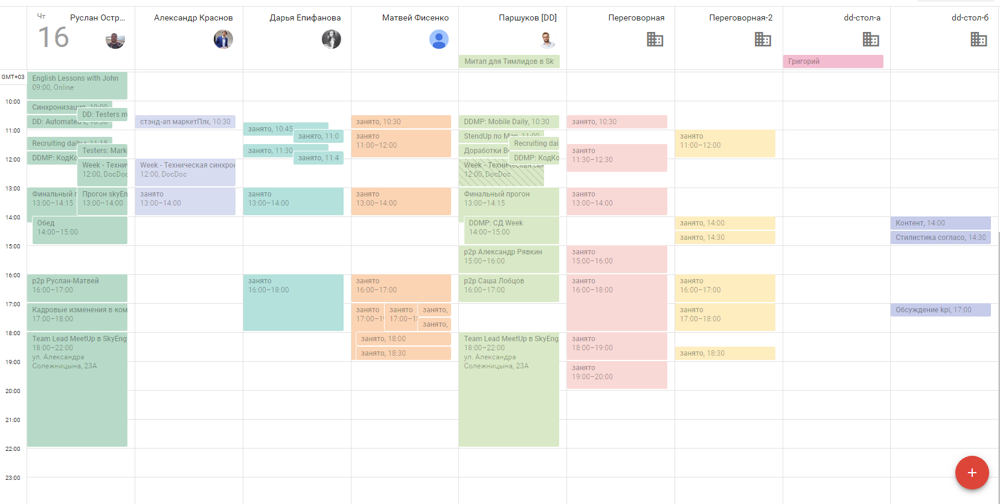 Чт
16
Руслан Остр...
Александр Краснов
Дарья Епифанова
Матвей Фисенко
Паршуков [DD]
Переговорная
Переговорная-2
dd-стол-а
dd-стол-б
Митап для Тимлидов в Sk
Григорий
GMT+03
10:00
11:00
12:00
13:00
14:00
15:00
16:00
17:00
18:00
19:00
20:00
21:00
22:00
23:00
English Lessons with John
09:00, Online
Синхронизация, 10:00
DD: Testers m
DD: Automated
Recruiting daily
Testers: Mark
DDMP: КодКо
Week - Техни
12:00, DocDoc
Финальный г
13:00–14:15
Прогон skyEn
13:00–14:00
Обед
14:00–15:00
p2p Руслан-Матвей
16:00–17:00
Кадровые изменения в ком
17:00–18:00
Team Lead MeetUp в SkyEng
18:00–22:00
ул. Александра
Солежницына, 23А
стэнд-ап маркетПле, 10:30
Week - Техническая синхрон
12:00, DocDoc
занято
13:00–14:00
занято, 10:45
занято, 11:0
занято, 11:30
занято, 11:4
занято
13:00–14:00
занято
16:00–18:00
занято, 10:30
занято
11:00–12:00
занято
13:00–14:00
занято
16:00–17:00
занято
17:00–1
занято
17:00–1
занято,
занято,
занято, 18:00
занято, 18:30
DDMP: Mobile Daily, 10:30
StendUp по Мар, 11:00
Recruiting dai
Доработки В
DDMP: КодКо
Week - Техническая син
12:00, DocDoc
Финальный прогон
13:00–14:15
DDMP: СД Week
14:00–15:00
p2p Александр Рявкин
15:00–16:00
p2p Саша Лобцов
16:00–17:00
Team Lead MeetUp в SkyEng
18:00–22:00
ул. Александра
Солежницына, 23А
занято, 10:30
занято
11:30–12:30
занято
13:00–14:00
занято
15:00–16:00
занято
16:00–18:00
занято
18:00–19:00
занято
19:00–20:00
занято
11:00–12:00
занято, 14:00
занято, 14:30
занято
16:00–17:00
занято
17:00–18:00
занято, 18:30
Контент, 14:00
Стилистика согласо, 14:30
Обсуждение kpi, 17:00